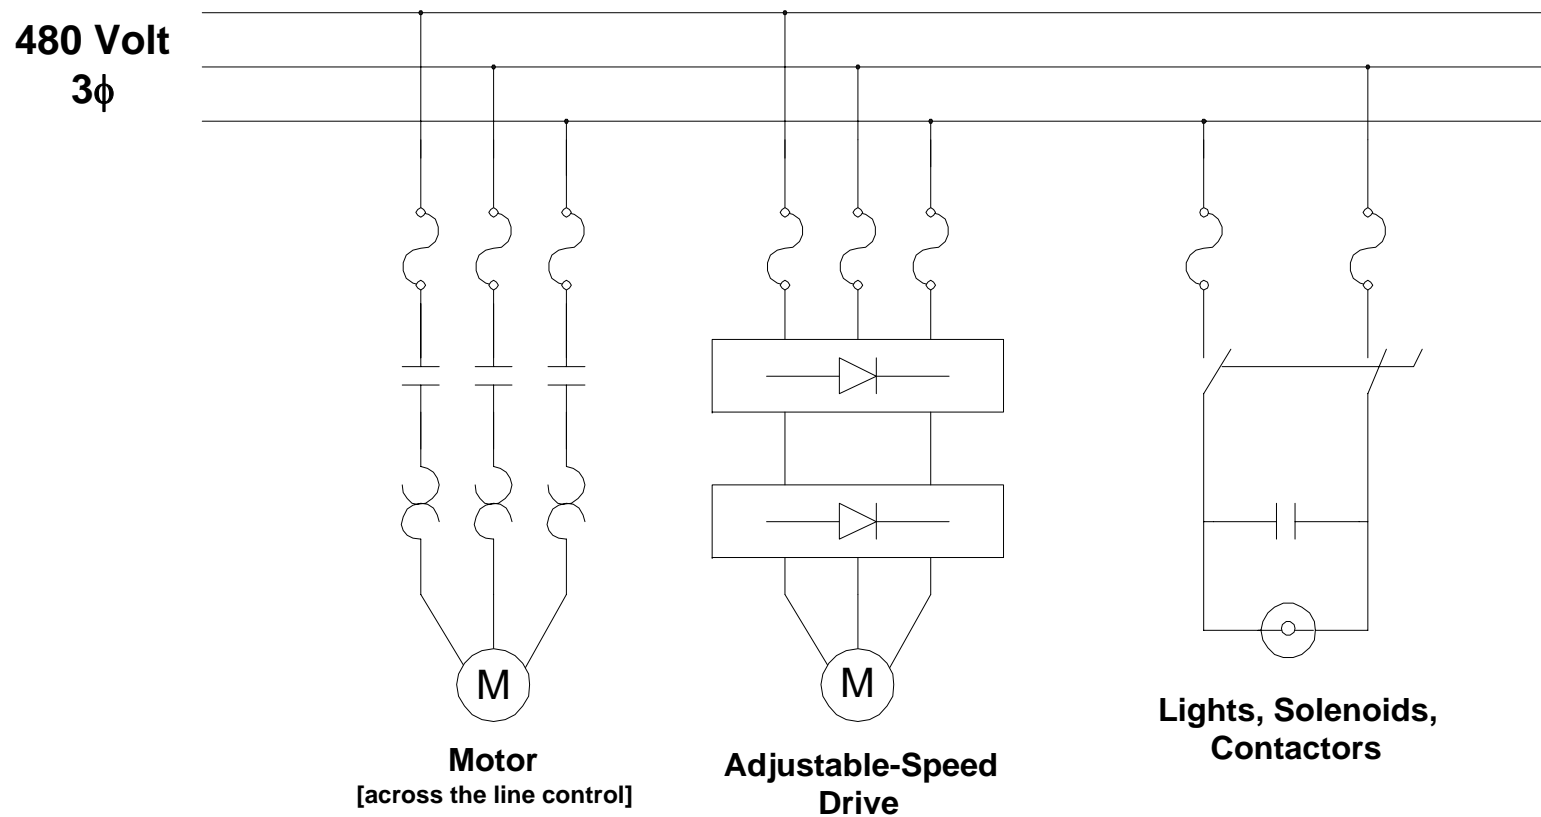 480 Volt
3ϕ
M
M
Motor
[across the line control]
Adjustable-Speed
Drive
Lights, Solenoids,
Contactors